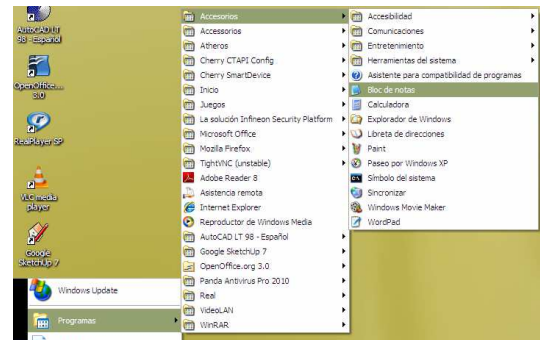 AutoCAD LT
98 - Español
OpenOffice....
3.0
RealPlayer SP
VLC media
player
Google
SketchUp 7
Windows Update
Programas
Accesorios
Accessorios
Atheros
Cherry CTAPI Config
Cherry SmartDevice
Inicio
Juegos
La solución Infineon Security Platform
Microsoft Office
Mozilla Firefox
TightVNC (unstable)
Adobe Reader 8
Asistencia remota
Internet Explorer
Reproductor de Windows Media
AutoCAD LT 98 - Español
Google SketchUp 7
OpenOffice.org 3.0
Panda Antivirus Pro 2010
Real
VideoLAN
WinRAR
Accesibilidad
Comunicaciones
Entretenimiento
Herramientas del sistema
Asistente para compatibilidad de programas
Bloc de notas
Calculadora
Explorador de Windows
Libreta de direcciones
Paint
Paseo por Windows XP
Símbolo del sistema
Sincronizar
Windows Movie Maker
WordPad